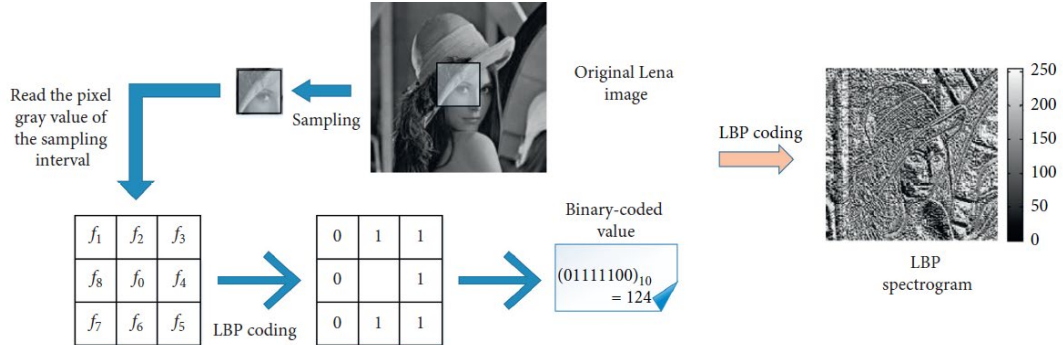 Original Lena
image
Sampling
Read the pixel
gray value of
the sampling
interval
f1 f2 f3
f8 f0 f4
f7 f6 f5
LBP coding
0 1 1
0 1
0 1 1
Binary-coded
value
(01111100)10
= 124
LBP coding
250
200
150
100
50
0
LBP
spectrogram